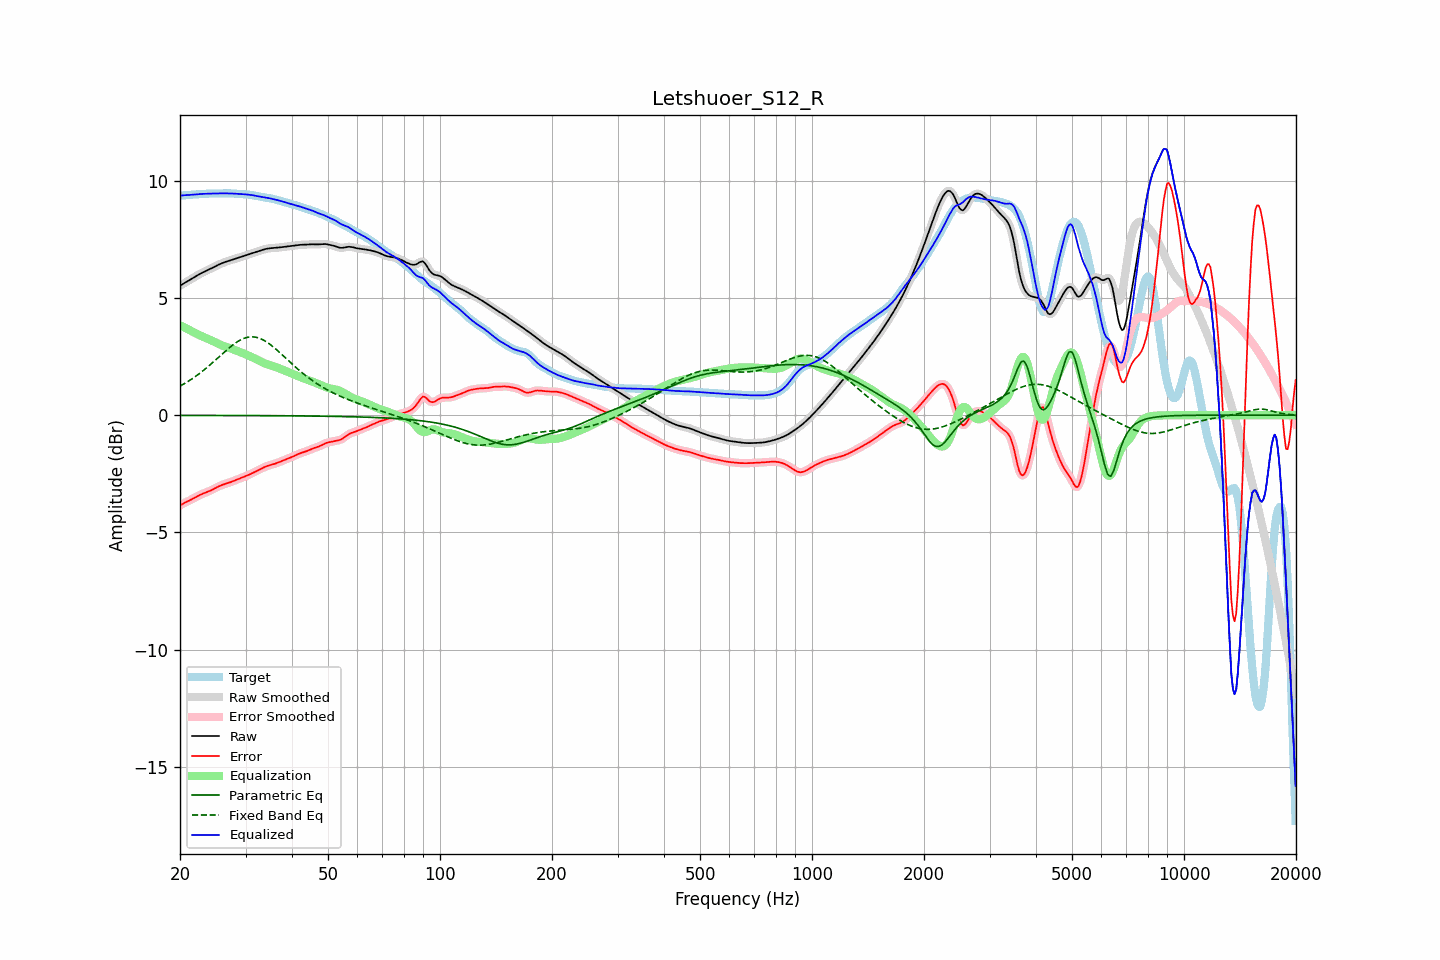 Letshuoer_S12_R
Amplitude (dBr)
10
5
0
−5
−10
−15
Target
Raw Smoothed
Error Smoothed
Raw
Error
Equalization
Parametric Eq
Fixed Band Eq
Equalized
20 50 100 200 500 1000 2000 5000 10000 20000
Frequency (Hz)